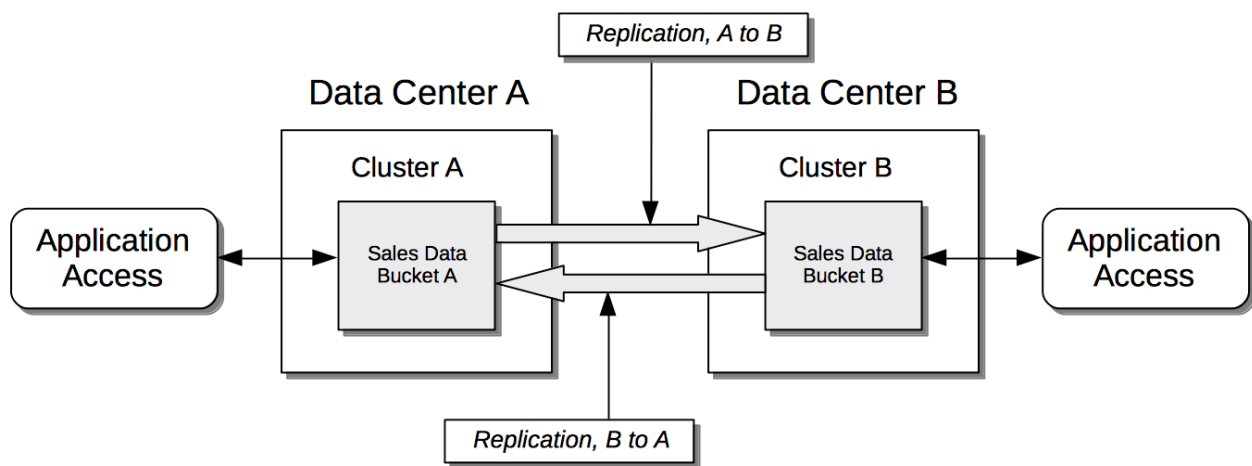 Replication, A to B
Data Center A
Data Center B
Cluster A
Cluster B
Application
Access
Sales Data
Bucket A
Sales Data
Bucket B
Application
Access
Replication, B to A